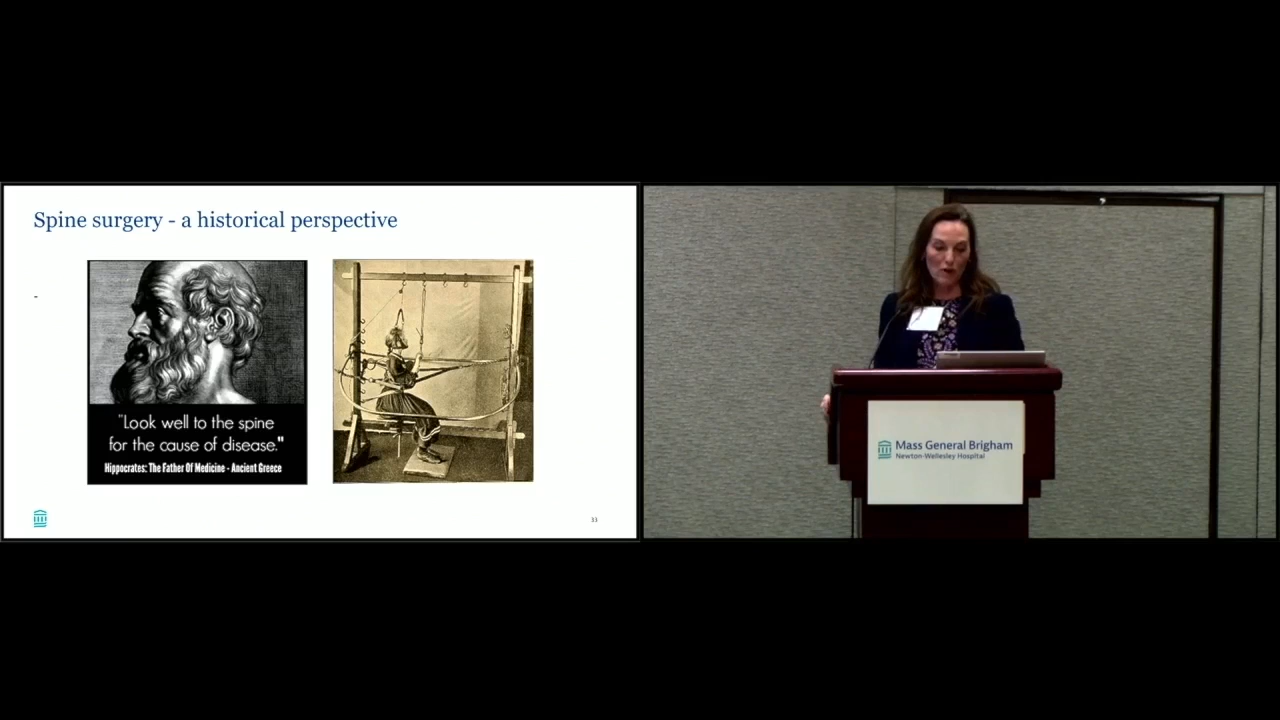 Spine surgery - a historical perspective
-
"Look well to the spine
for the cause of disease."
Hippocrates: The Father Of Medicine - Ancient Greece
33
Mass General Brigham
Newton-Wellesley Hospital